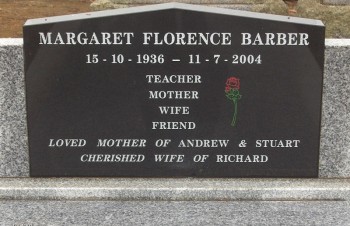 MARGARET FLORENCE BARBER
15 - 10 - 1936 — 11 - 7 - 2004
TEACHER
MOTHER
WIFE
FRIEND
LOVED MOTHER OF ANDREW & STUART
CHERISHED WIFE OF RICHARD